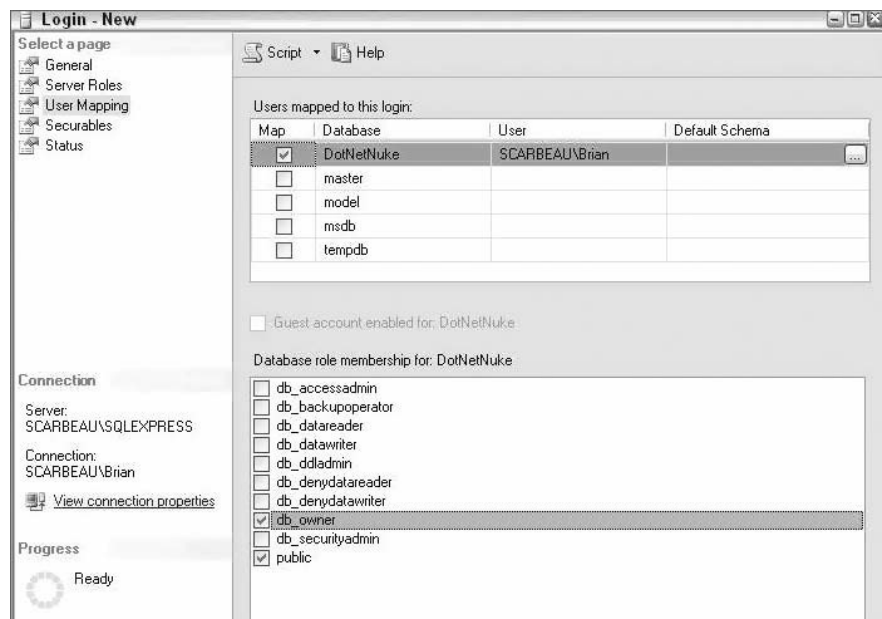 Login - New
Select a page
General
Server Roles
User Mapping
Securables
Status
Script Help
Users mapped to this login:
Map Database User Default Schema
DotNetNuke SCARBEAU\Brian ...
master
model
msdb
tempdb
Guest account enabled for: DotNetNuke
Database role membership for: DotNetNuke
db_accessadmin
db_backupoperator
db_datareader
db_datawriter
db_ddladmin
db_denydatareader
db_denydatawriter
db_owner
db_securityadmin
public
Connection
Server:
SCARBEAU\SQLEXPRESS
Connection:
SCARBEAU\Brian
View connection properties
Progress
Ready